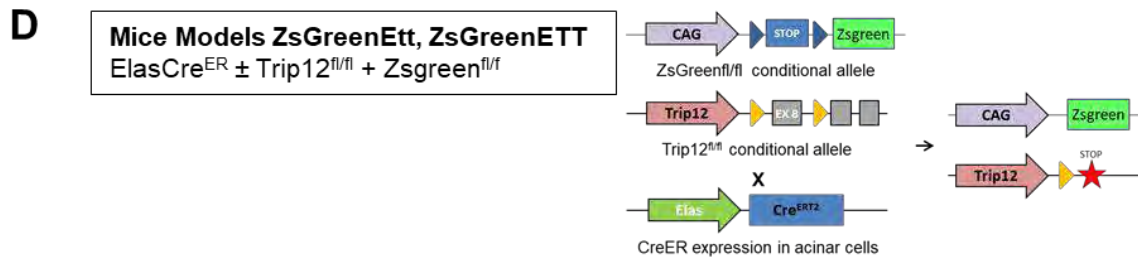 D
Mice Models ZsGreenEtt, ZsGreenETT
ElasCreER ± Trip12fl/fl + Zsgreenfl/f
CAG STOP Zsgreen
ZsGreenfl/fl conditional allele
Trip12 EX 8
Trip12fl/fl conditional allele
X
Elas CreERT2
CreER expression in acinar cells
→
CAG Zsgreen
STOP
Trip12